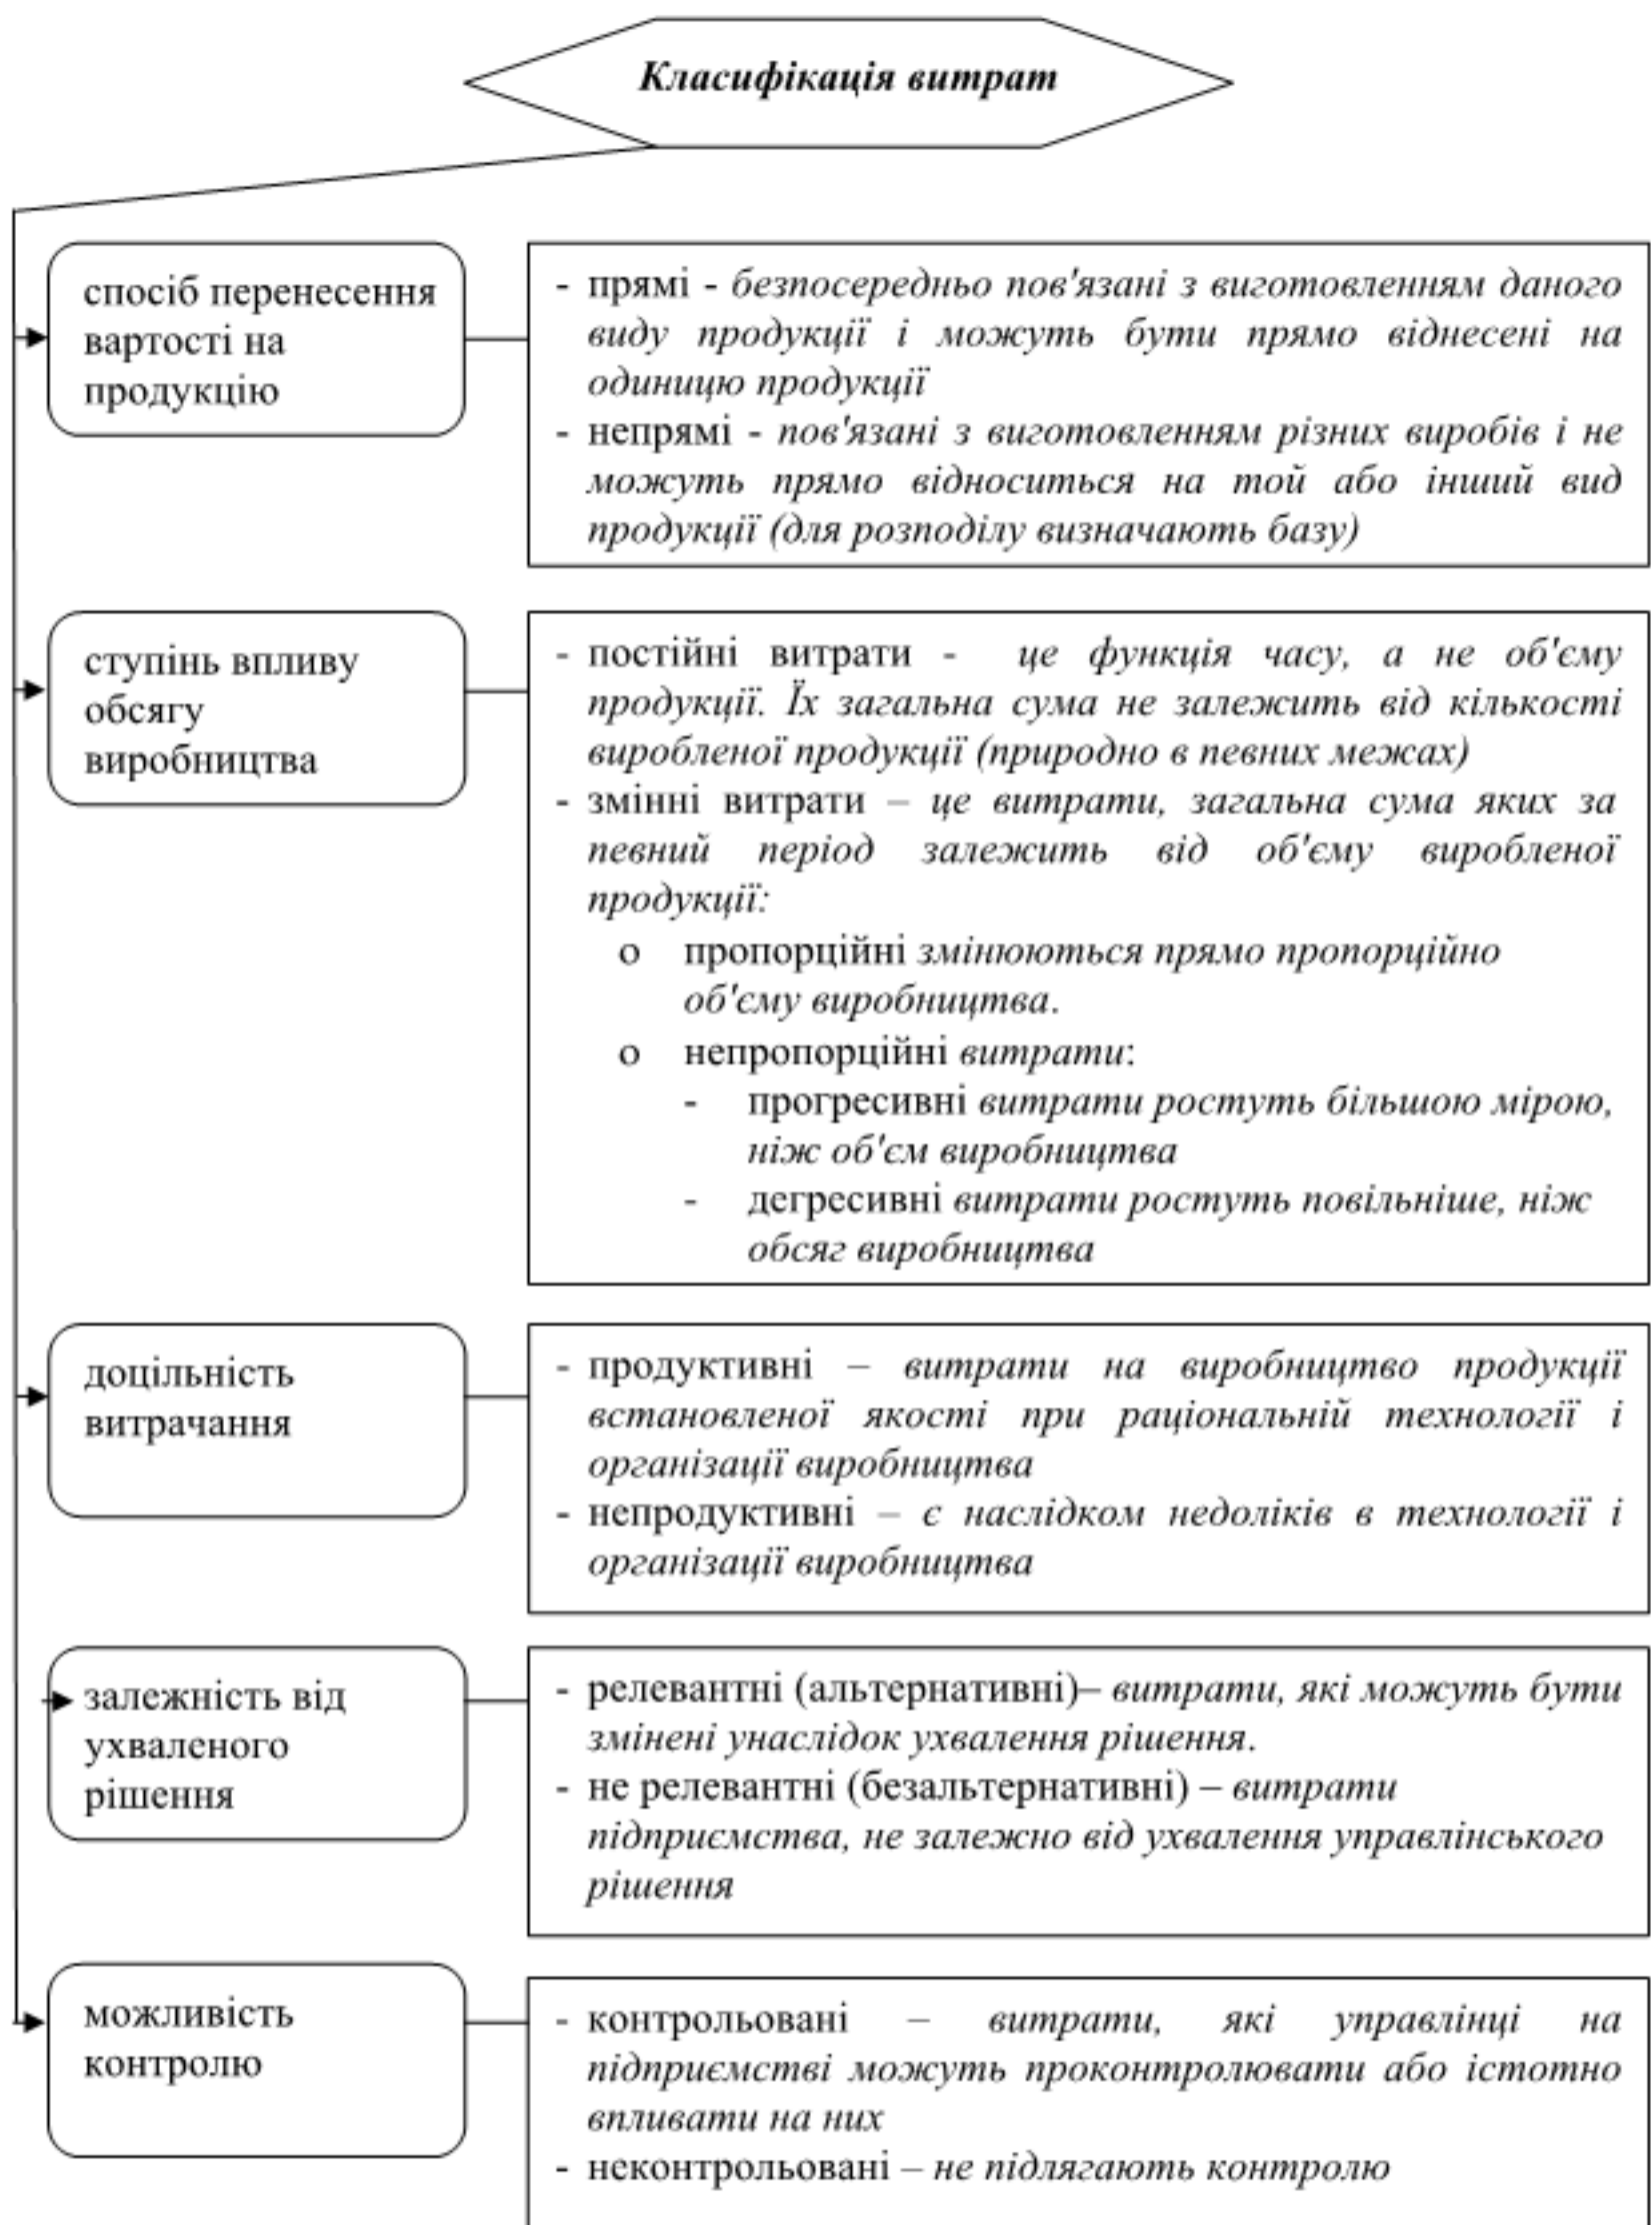 Класифікація витрат
спосіб перенесення
вартості на
продукцію
- прямі - безпосередньо пов'язані з виготовленням даного
виду продукції і можуть бути прямо віднесені на
одиницю продукції
- непрямі - пов'язані з виготовленням різних виробів і не
можуть прямо відноситься на той або інший вид
продукції (для розподілу визначають базу)
ступінь впливу
обсягу
виробництва
- постійні витрати - це функція часу, а не об'єму
продукції. Їх загальна сума не залежить від кількості
виробленої продукції (природно в певних межах)
- змінні витрати – це витрати, загальна сума яких за
певний період залежить від об'єму виробленої
продукції:
o пропорційні змінюються прямо пропорційно
об'єму виробництва.
o непропорційні витрати:
- прогресивні витрати ростуть більшою мірою,
ніж об'єм виробництва
- дегресивні витрати ростуть повільніше, ніж
обсяг виробництва
доцільність
витрачання
- продуктивні – витрати на виробництво продукції
встановленої якості при раціональній технології і
організації виробництва
- непродуктивні – є наслідком недоліків в технології і
організації виробництва
залежність від
ухваленого
рішення
- релевантні (альтернативні)– витрати, які можуть бути
змінені унаслідок ухвалення рішення.
- не релевантні (безальтернативні) – витрати
підприємства, не залежно від ухвалення управлінського
рішення
можливість
контролю
- контрольовані – витрати, які управлінці на
підприємстві можуть проконтролювати або істотно
впливати на них
- неконтрольовані – не підлягають контролю